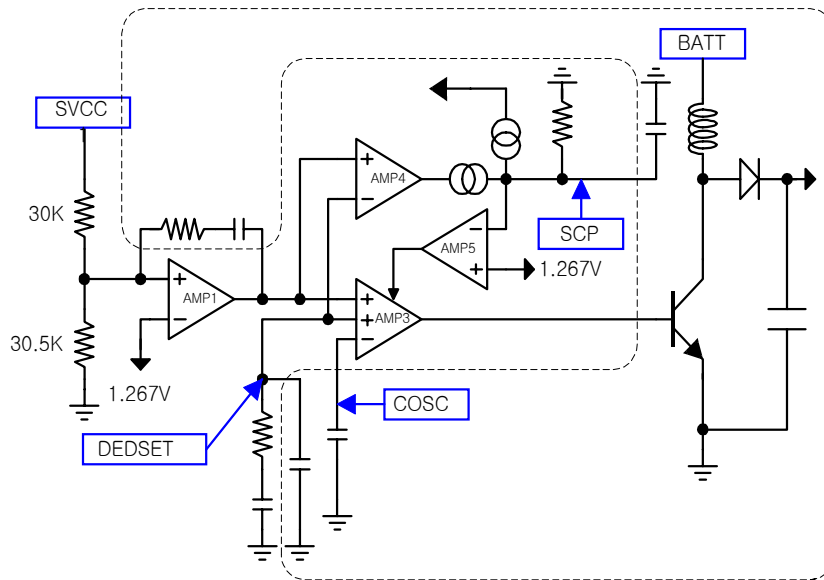 BATT
SVCC
AMP4
30K
SCP
AMP5
1.267V
AMP1
AMP3
30.5K
1.267V
COSC
DEDSET